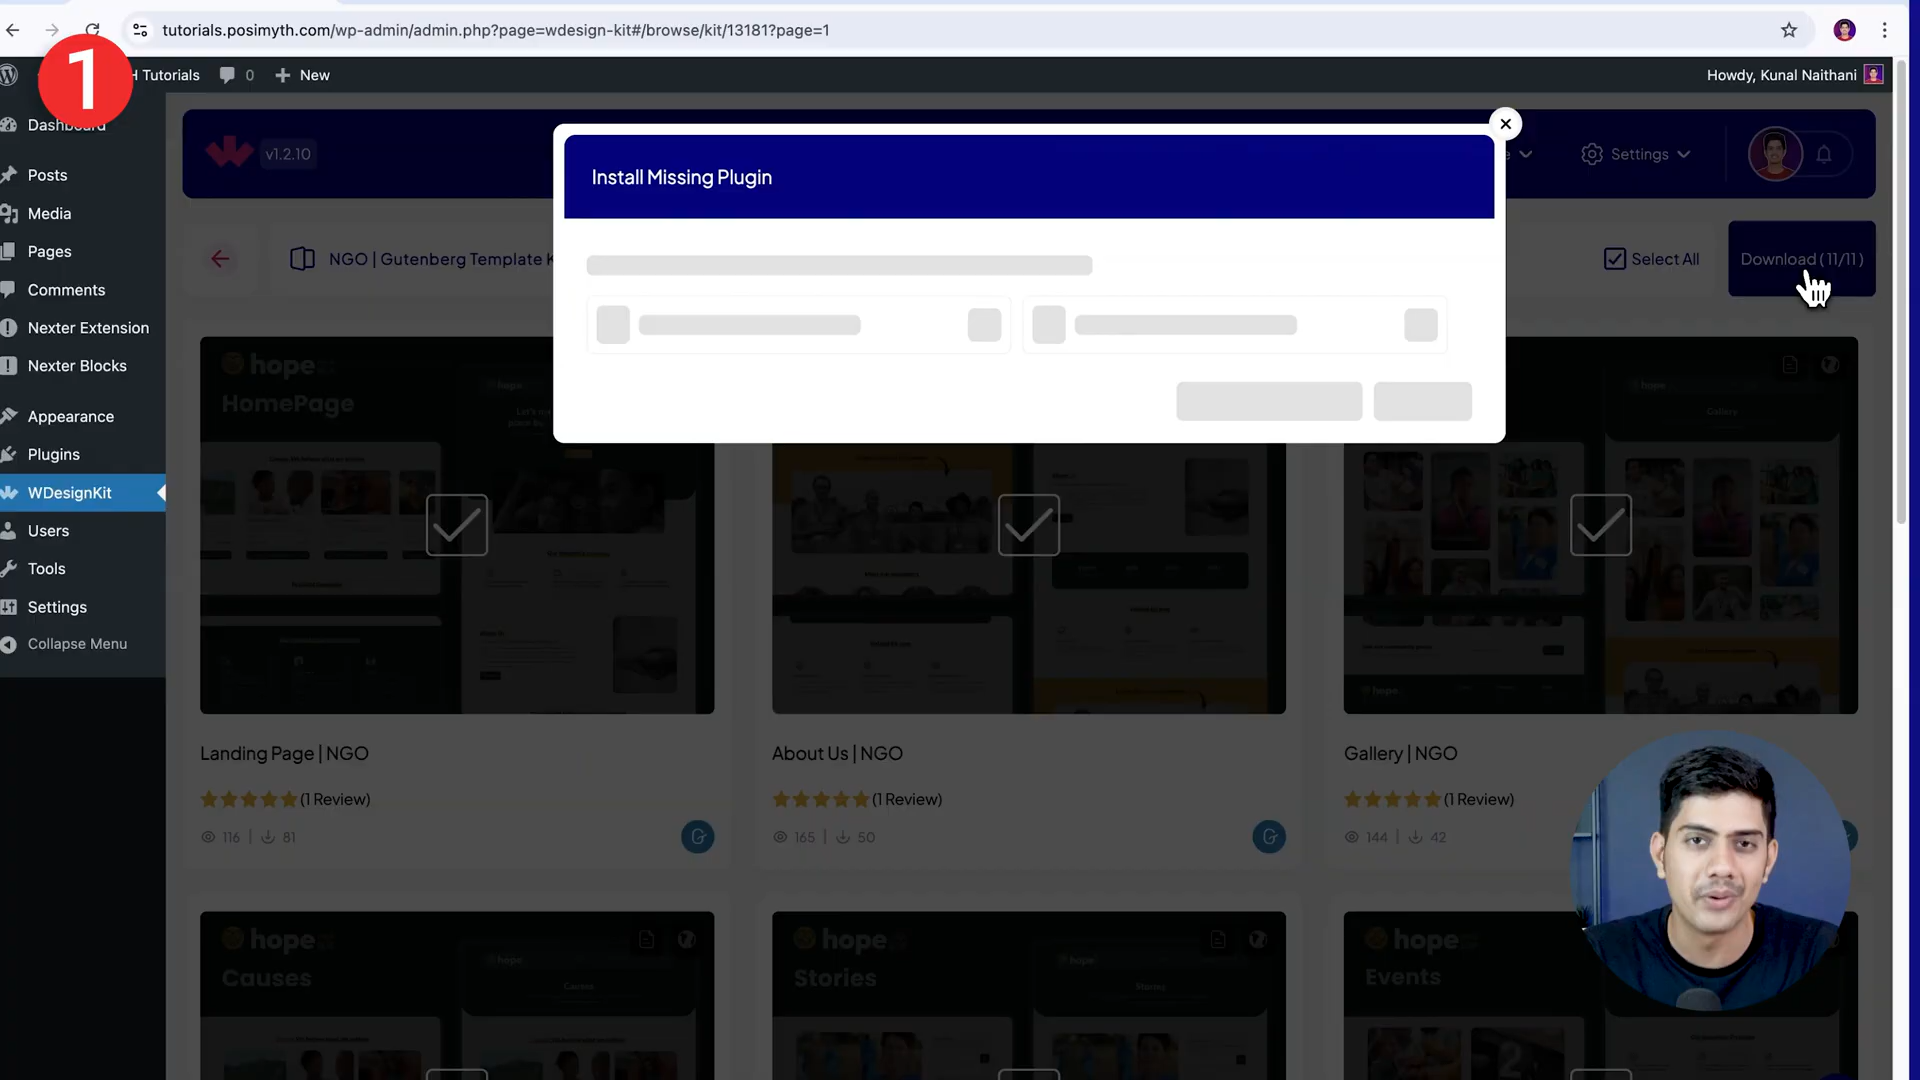 tutorials.posimyth.com/wp-admin/admin.php?page=wdesign-kit#/browse/kit/13181?page=1
1
H Tutorials
0
New
Howdy, Kunal Naithani
Dashboard
Posts
Media
Pages
Comments
Nexter Extension
Nexter Blocks
Appearance
Plugins
WDesignKit
Users
Tools
Settings
Collapse Menu
v1.2.10
Settings
Install Missing Plugin
NGO | Gutenberg Template K
Select All
Download (11/11)
hope
HomePage
hope
Gallery
Landing Page | NGO
(1 Review)
116 | 81
About Us | NGO
(1 Review)
165 | 50
Gallery | NGO
(1 Review)
144 | 42
hope
Causes
hope
Causes
hope
Stories
hope
Stories
hope
Events